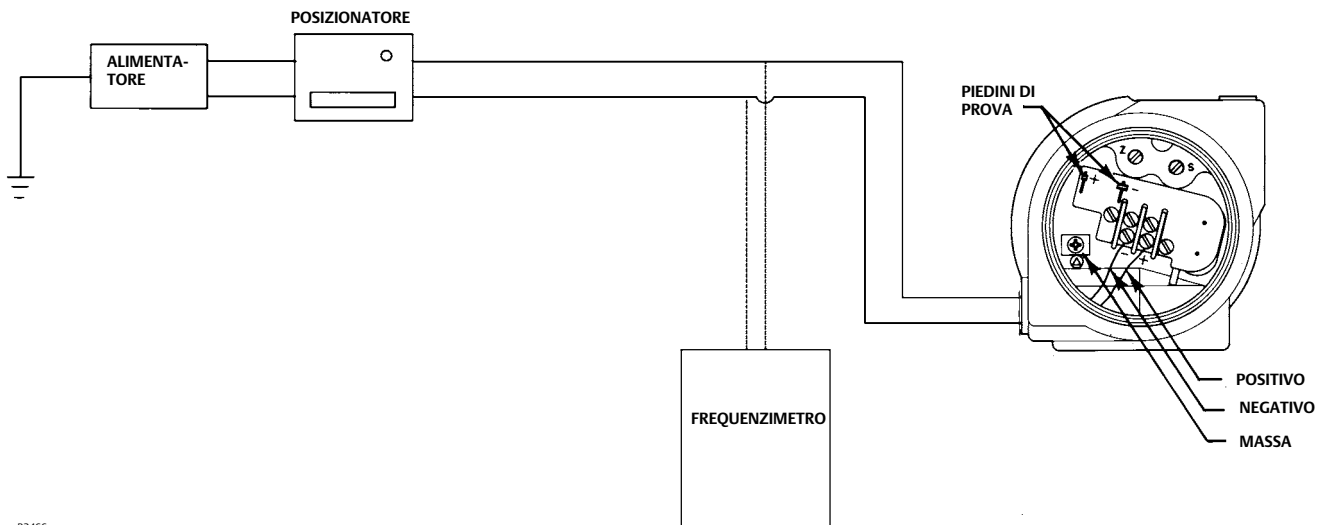 POSIZIONATORE
ALIMENTA-
TORE
PIEDINI DI
PROVA
Z
S
+
-
- +
FREQUENZIMETRO
POSITIVO
NEGATIVO
MASSA